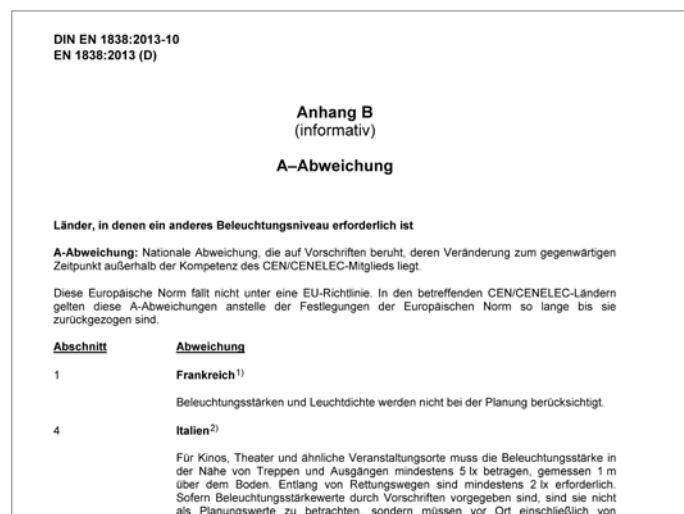 DIN EN 1838:2013-10
EN 1838:2013 (D)
Anhang B
(informativ)
A–Abweichung
Länder, in denen ein anderes Beleuchtungsniveau erforderlich ist
A-Abweichung: Nationale Abweichung, die auf Vorschriften beruht, deren Veränderung zum gegenwärtigen
Zeitpunkt außerhalb der Kompetenz des CEN/CENELEC-Mitglieds liegt.
Diese Europäische Norm fällt nicht unter eine EU-Richtlinie. In den betreffenden CEN/CENELEC-Ländern
gelten diese A-Abweichungen anstelle der Festlegungen der Europäischen Norm so lange bis sie
zurückgezogen sind.
Abschnitt Abweichung
1 Frankreich1)
Beleuchtungsstärken und Leuchtdichte werden nicht bei der Planung berücksichtigt.
4 Italien2)
Für Kinos, Theater und ähnliche Veranstaltungsorte muss die Beleuchtungsstärke in
der Nähe von Treppen und Ausgängen mindestens 5 lx betragen, gemessen 1 m
über dem Boden. Entlang von Rettungswegen sind mindestens 2 lx erforderlich.
Sofern Beleuchtungsstärkewerte durch Vorschriften vorgegeben sind, sind sie nicht
als Planungswerte zu betrachten, sondern müssen vor Ort einschließlich von